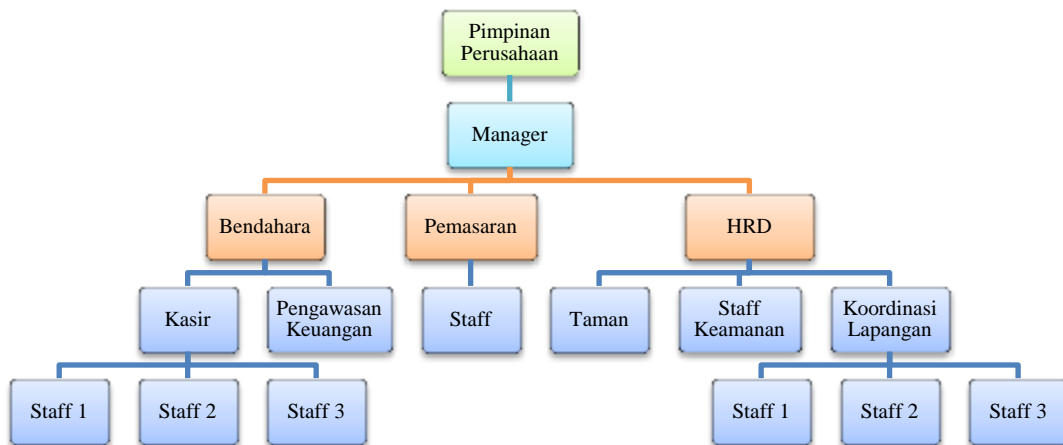 Pimpinan
Perusahaan
Manager
Bendahara
Pemasaran
HRD
Kasir
Pengawasan
Keuangan
Staff
Taman
Staff
Keamanan
Koordinasi
Lapangan
Staff 1
Staff 2
Staff 3
Staff 1
Staff 2
Staff 3